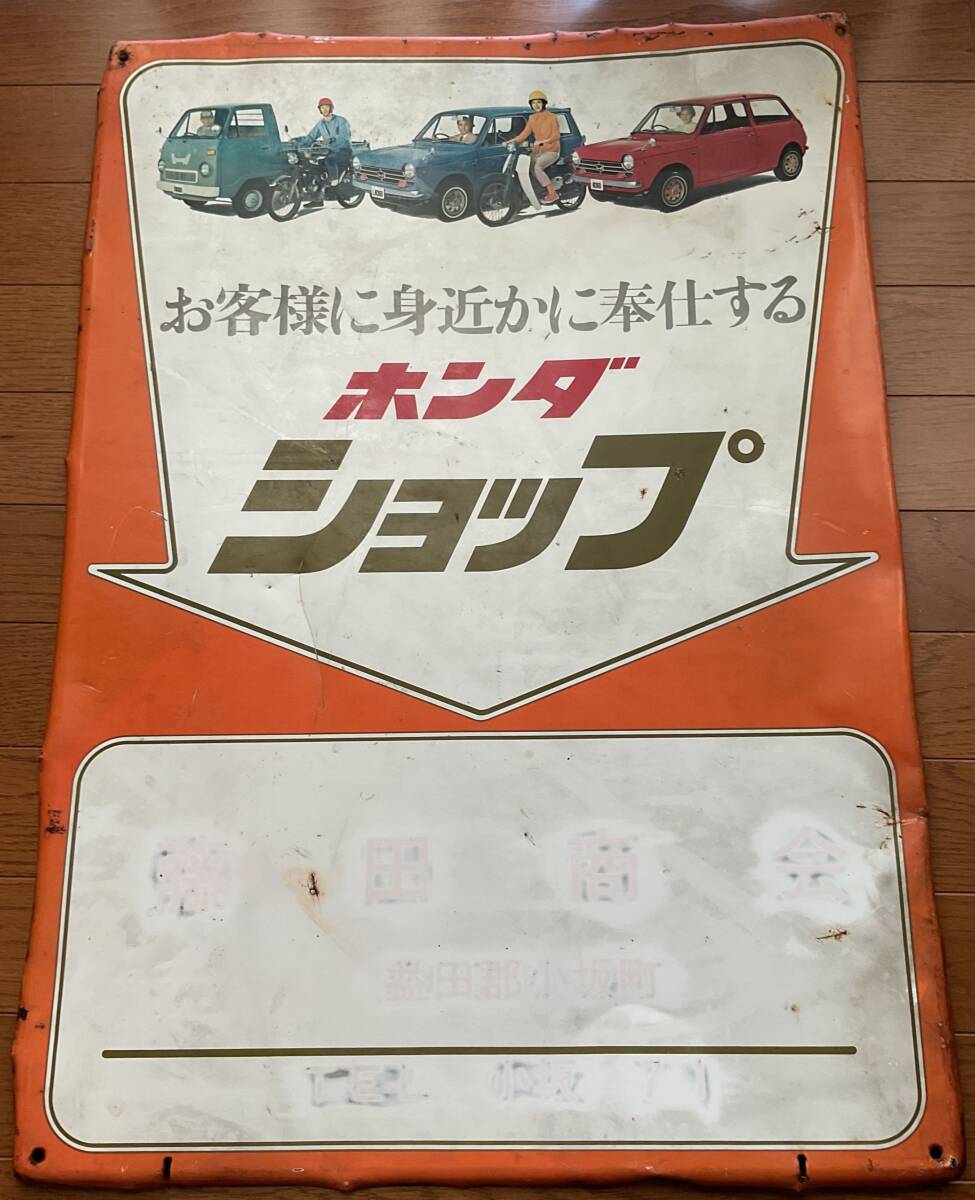 お客様に身近かに奉仕する
ホンダ
ショップ
田商会
益田郡小坂町
TEL 小坂 71